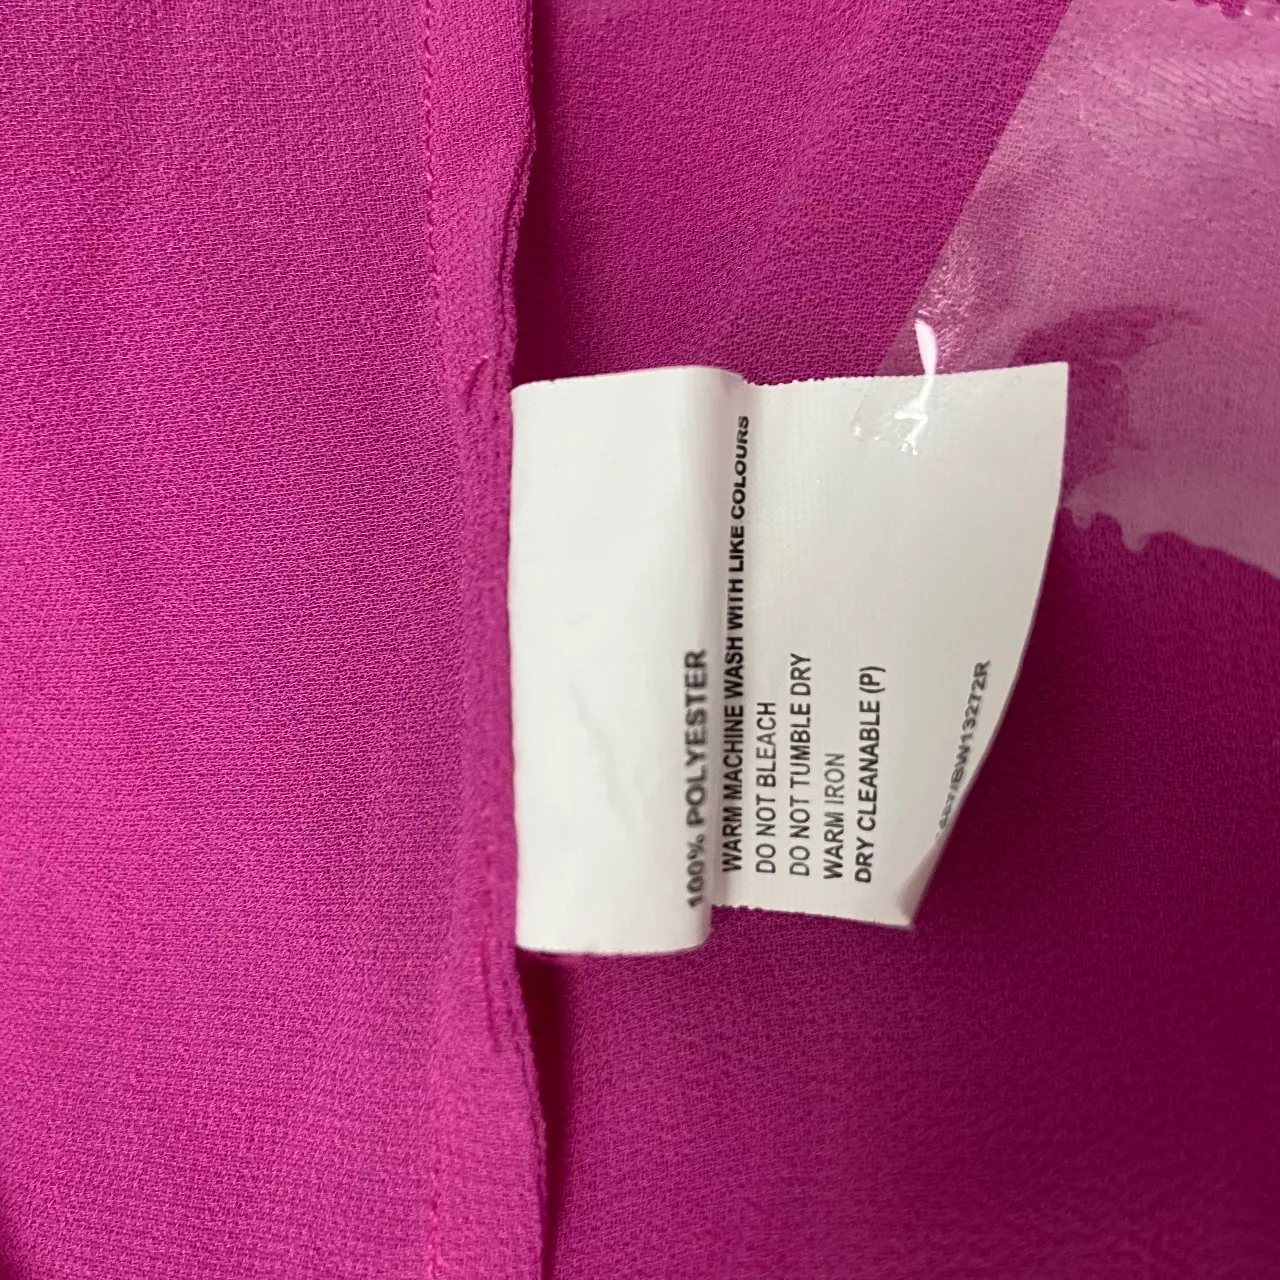 100% POLYESTER
WARM MACHINE WASH WITH LIKE COLOURS
DO NOT BLEACH
DO NOT TUMBLE DRY
WARM IRON
DRY CLEANABLE (P)